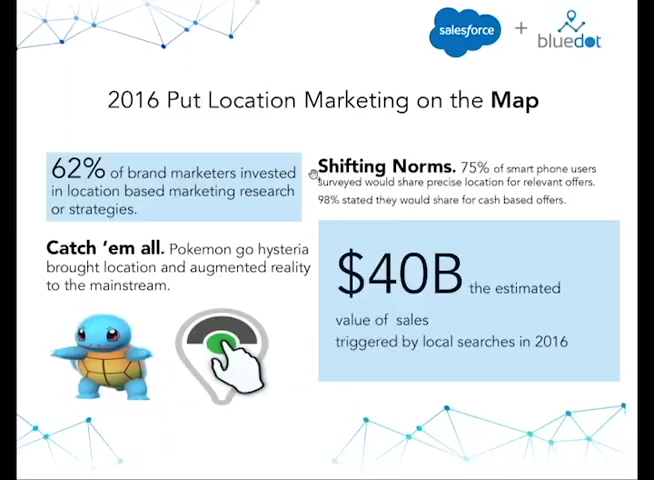 salesforce + bluedot
2016 Put Location Marketing on the Map
62% of brand marketers invested
in location based marketing research
or strategies.
Shifting Norms. 75% of smart phone users
surveyed would share precise location for relevant offers.
98% stated they would share for cash based offers.
Catch 'em all. Pokemon go hysteria
brought location and augmented reality
to the mainstream.
$40B the estimated
value of sales
triggered by local searches in 2016